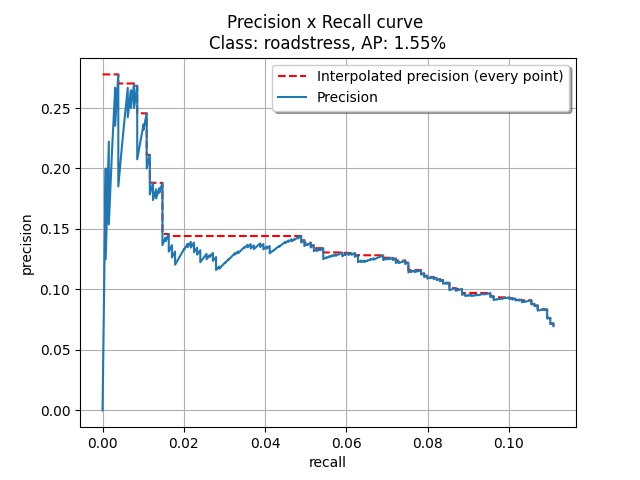 Precision x Recall curve
Class: roadstress, AP: 1.55%
Interpolated precision (every point)
Precision
0.25
0.20
0.15
0.10
0.05
0.00
precision
0.00 0.02 0.04 0.06 0.08 0.10
recall